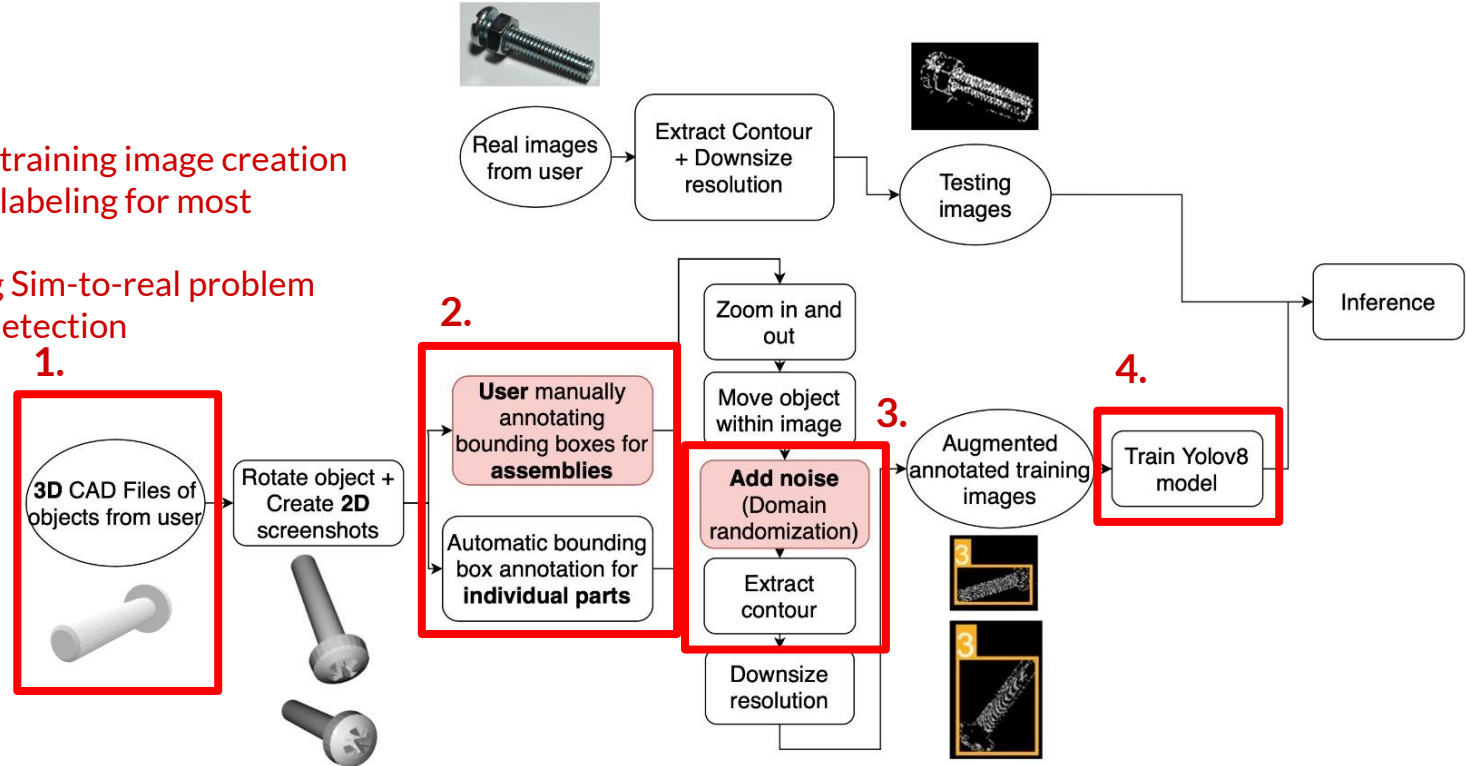 training image creation
labeling for most
Sim-to-real problem
etection
1.
3D CAD Files of
objects from user
Rotate object +
Create 2D
screenshots
2.
User manually
annotating
bounding boxes for
assemblies
Automatic bounding
box annotation for
individual parts
Real images
from user
Extract Contour
+ Downsize
resolution
Testing
images
Zoom in and
out
Move object
within image
3.
Add noise
(Domain
randomization)
Extract
contour
Downsize
resolution
Augmented
annotated training
images
3
3
4.
Train Yolov8
model
Inference